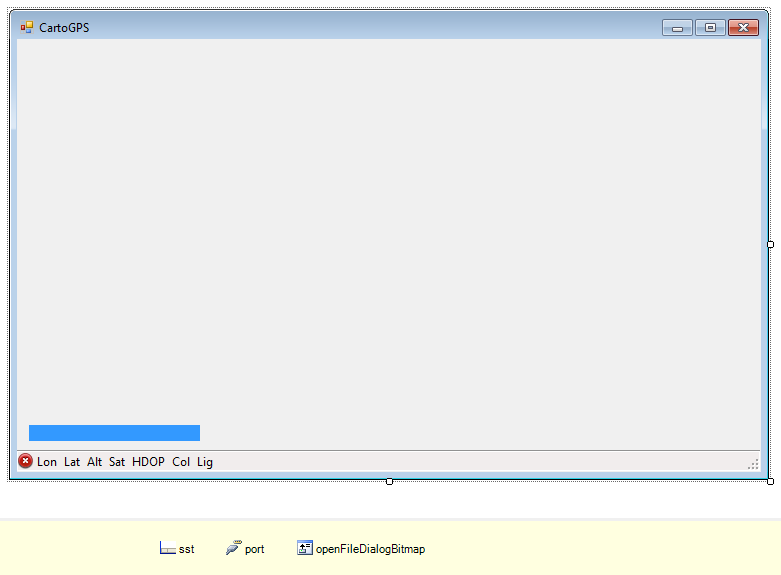 CartoGPS
Lon Lat Alt Sat HDOP Col Lig
sst port openFileDialogBitmap